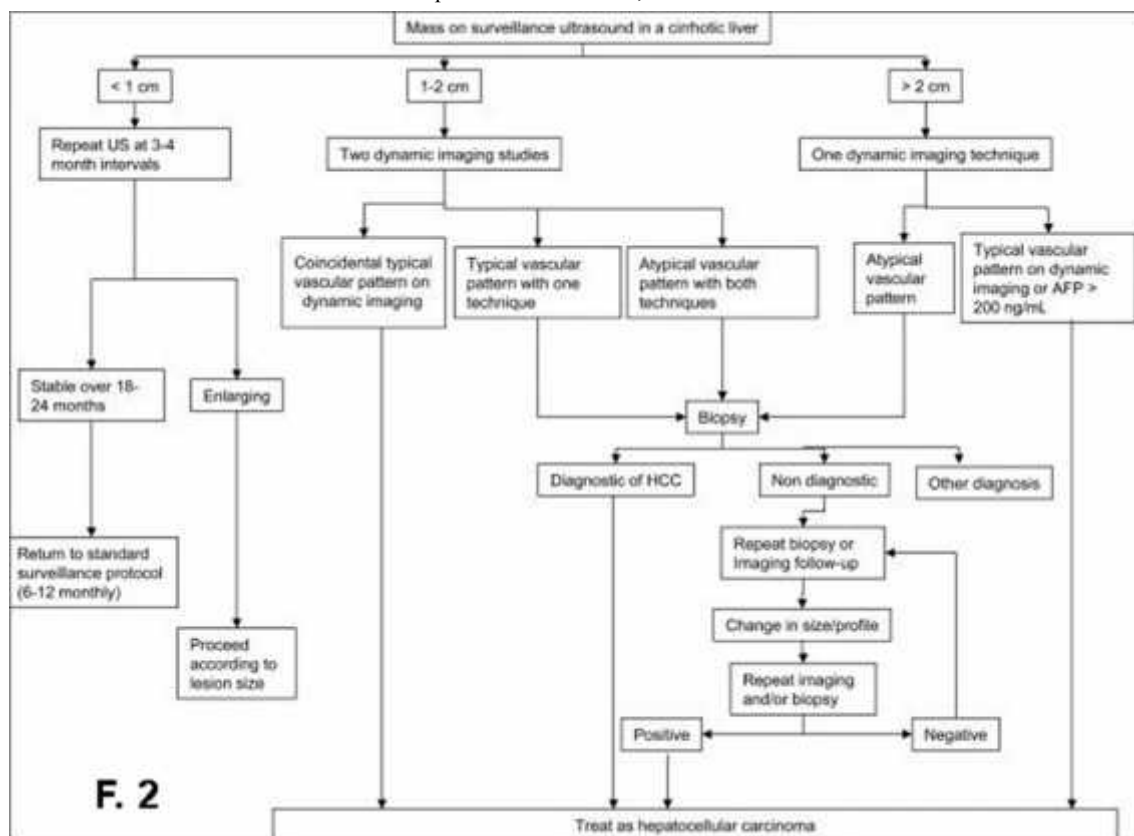 Mass on surveillance ultrasound in a cirrhotic liver
< 1 cm
1-2 cm
> 2 cm
Repeat US at 3-4
month intervals
Two dynamic imaging studies
One dynamic imaging technique
Coincidental typical
vascular pattern on
dynamic imaging
Typical vascular
pattern with one
technique
Atypical vascular
pattern with both
techniques
Atypical
vascular
pattern
Typical vascular
pattern on dynamic
imaging or AFP >
200 ng/mL
Stable over 18-
24 months
Enlarging
Biopsy
Diagnostic of HCC
Non diagnostic
Other diagnosis
Return to standard
surveillance protocol
(6-12 monthly)
Repeat biopsy or
Imaging follow-up
Change in size/profile
Proceed
according to
lesion size
Repeat imaging
and/or biopsy
Positive
Negative
F. 2
Treat as hepatocellular carcinoma